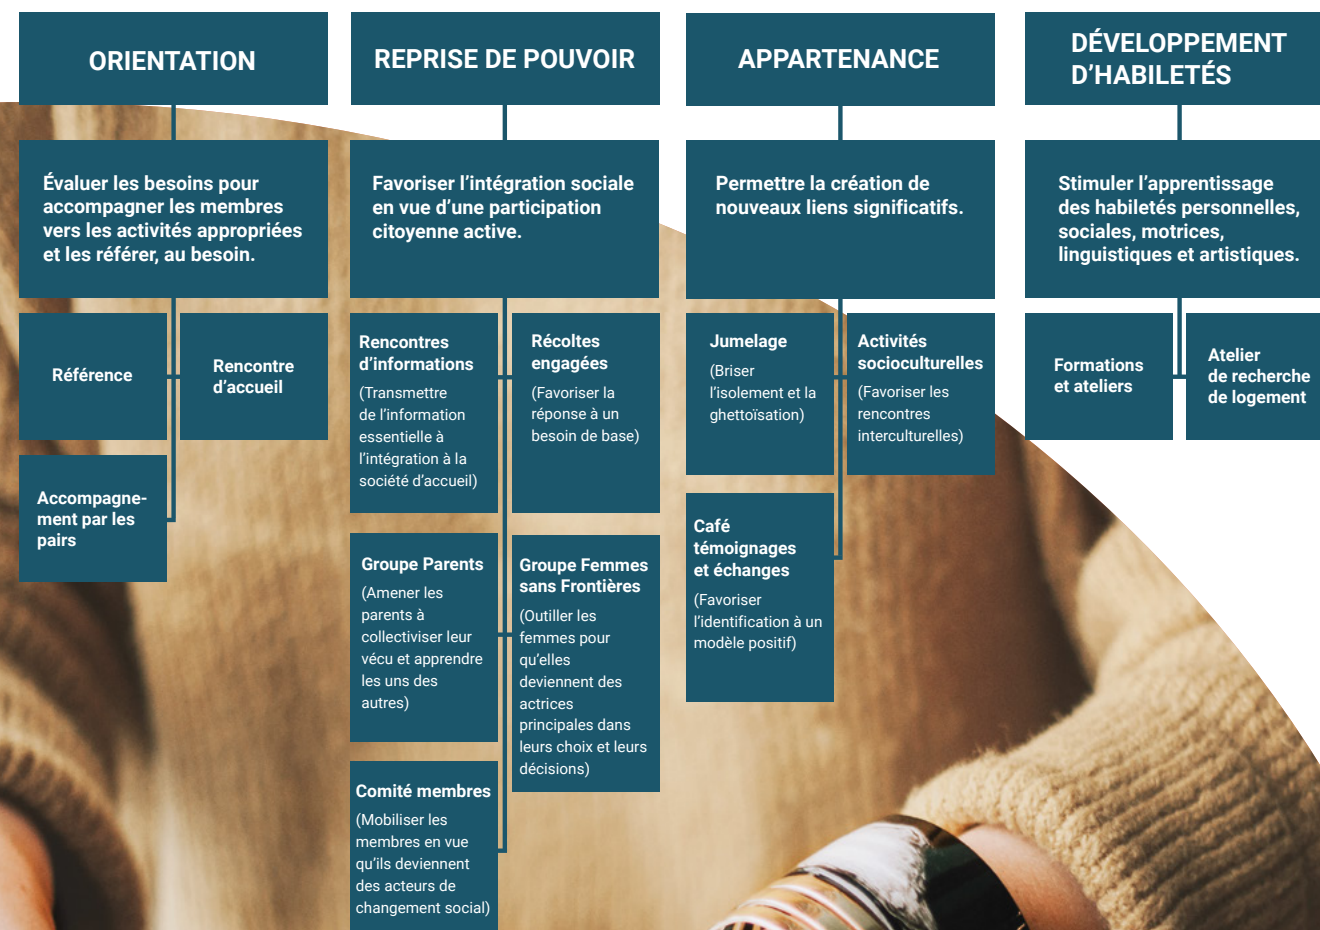 ORIENTATION
Évaluer les besoins pour
accompagner les membres
vers les activités appropriées
et les référer, au besoin.
Référence
Rencontre
d’accueil
Accompagne-
ment par les
pairs
REPRISE DE POUVOIR
Favoriser l’intégration sociale
en vue d’une participation
citoyenne active.
Rencontres
d’informations
(Transmettre
de l’information
essentielle à
l’intégration à la
société d’accueil)
Récoltes
engagées
(Favoriser la
réponse à un
besoin de base)
Groupe Parents
(Amener les
parents à
collectiviser leur
vécu et apprendre
les uns des
autres)
Groupe Femmes
sans Frontières
(Outiller les
femmes pour
qu’elles
deviennent des
actrices
principales dans
leurs choix et leurs
décisions)
Comité membres
(Mobiliser les
membres en vue
qu’ils deviennent
des acteurs de
changement social)
APPARTENANCE
Permettre la création de
nouveaux liens significatifs.
Jumelage
(Briser
l’isolement et la
ghettoïsation)
Activités
socioculturelles
(Favoriser les
rencontres
interculturelles)
Café
témoignages
et échanges
(Favoriser
l’identification à un
modèle positif)
DÉVELOPPEMENT
D’HABILETÉS
Stimuler l’apprentissage
des habiletés personnelles,
sociales, motrices,
linguistiques et artistiques.
Formations
et ateliers
Atelier
de recherche
de logement